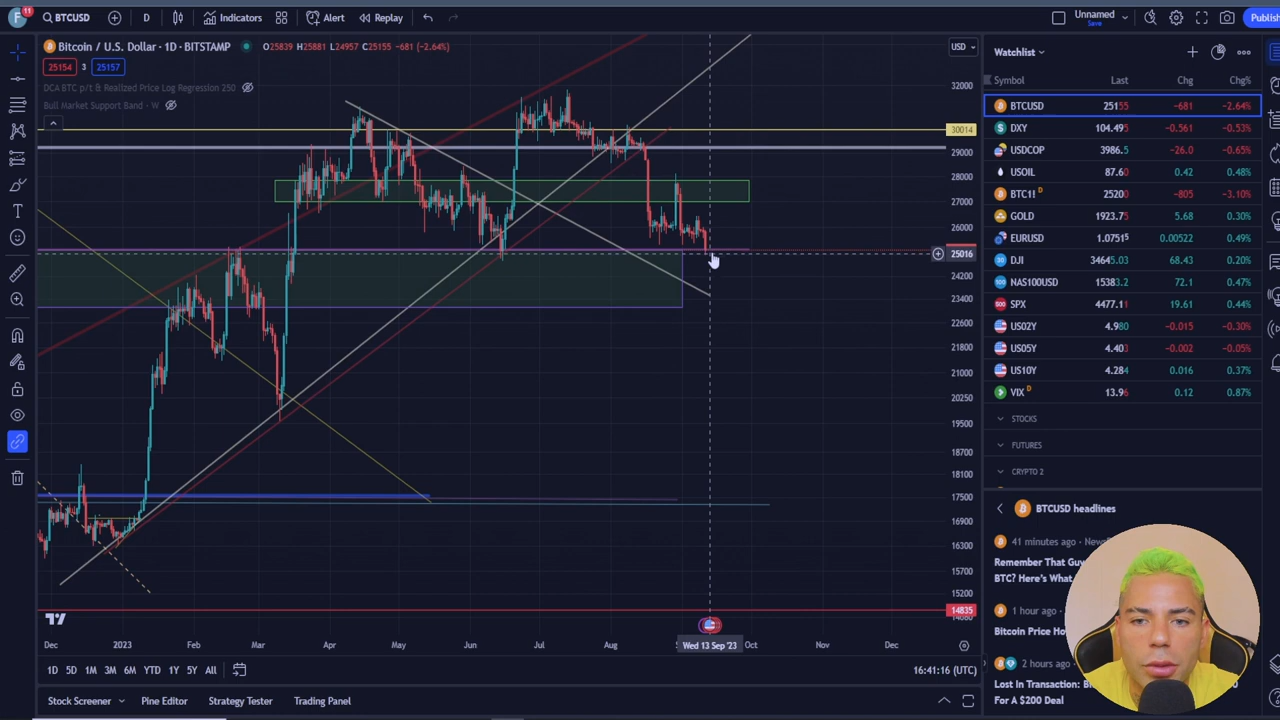 F 11 BTCUSD D Indicators Alert Replay Unnamed Save Publis
Bitcoin / U.S. Dollar · 1D · BITSTAMP O25839 H25881 L24957 C25155 −681 (−2.64%) USD
25154 3 25157
DCA BTC p/t & Realized Price Log Regression 250
Bull Market Support Band - W
32000
30014
29000
28000
27000
26000
25016
24200
23400
22600
21800
21000
20250
19500
18700
18100
17500
16900
16300
15700
15200
14835
Dec 2023 Feb Mar Apr May Jun Jul Aug Wed 13 Sep '23 Oct Nov Dec
1D 5D 1M 3M 6M YTD 1Y 5Y All 16:41:16 (UTC)
Stock Screener Pine Editor Strategy Tester Trading Panel
Watchlist
Symbol Last Chg Chg%
BTCUSD 25155 −681 −2.64%
DXY 104.495 −0.561 −0.53%
USDCOP 3986.5 −26.0 −0.65%
USOIL 87.60 0.42 0.48%
BTC1! D 25200 −805 −3.10%
GOLD 1923.75 5.68 0.30%
EURUSD 1.07515 0.00522 0.49%
DJI 34645.03 68.43 0.20%
NAS100USD 15383.2 72.1 0.47%
SPX 4477.11 19.61 0.44%
US02Y 4.980 −0.015 −0.30%
US05Y 4.403 −0.002 −0.05%
US10Y 4.284 0.016 0.37%
VIX D 13.96 0.12 0.87%
STOCKS
FUTURES
CRYPTO 2
BTCUSD headlines
41 minutes ago · New
Remember That Gu
BTC? Here's What
1 hour ago ·
Bitcoin Price Ho
2 hours ago
Lost In Transaction: B
For A $200 Deal